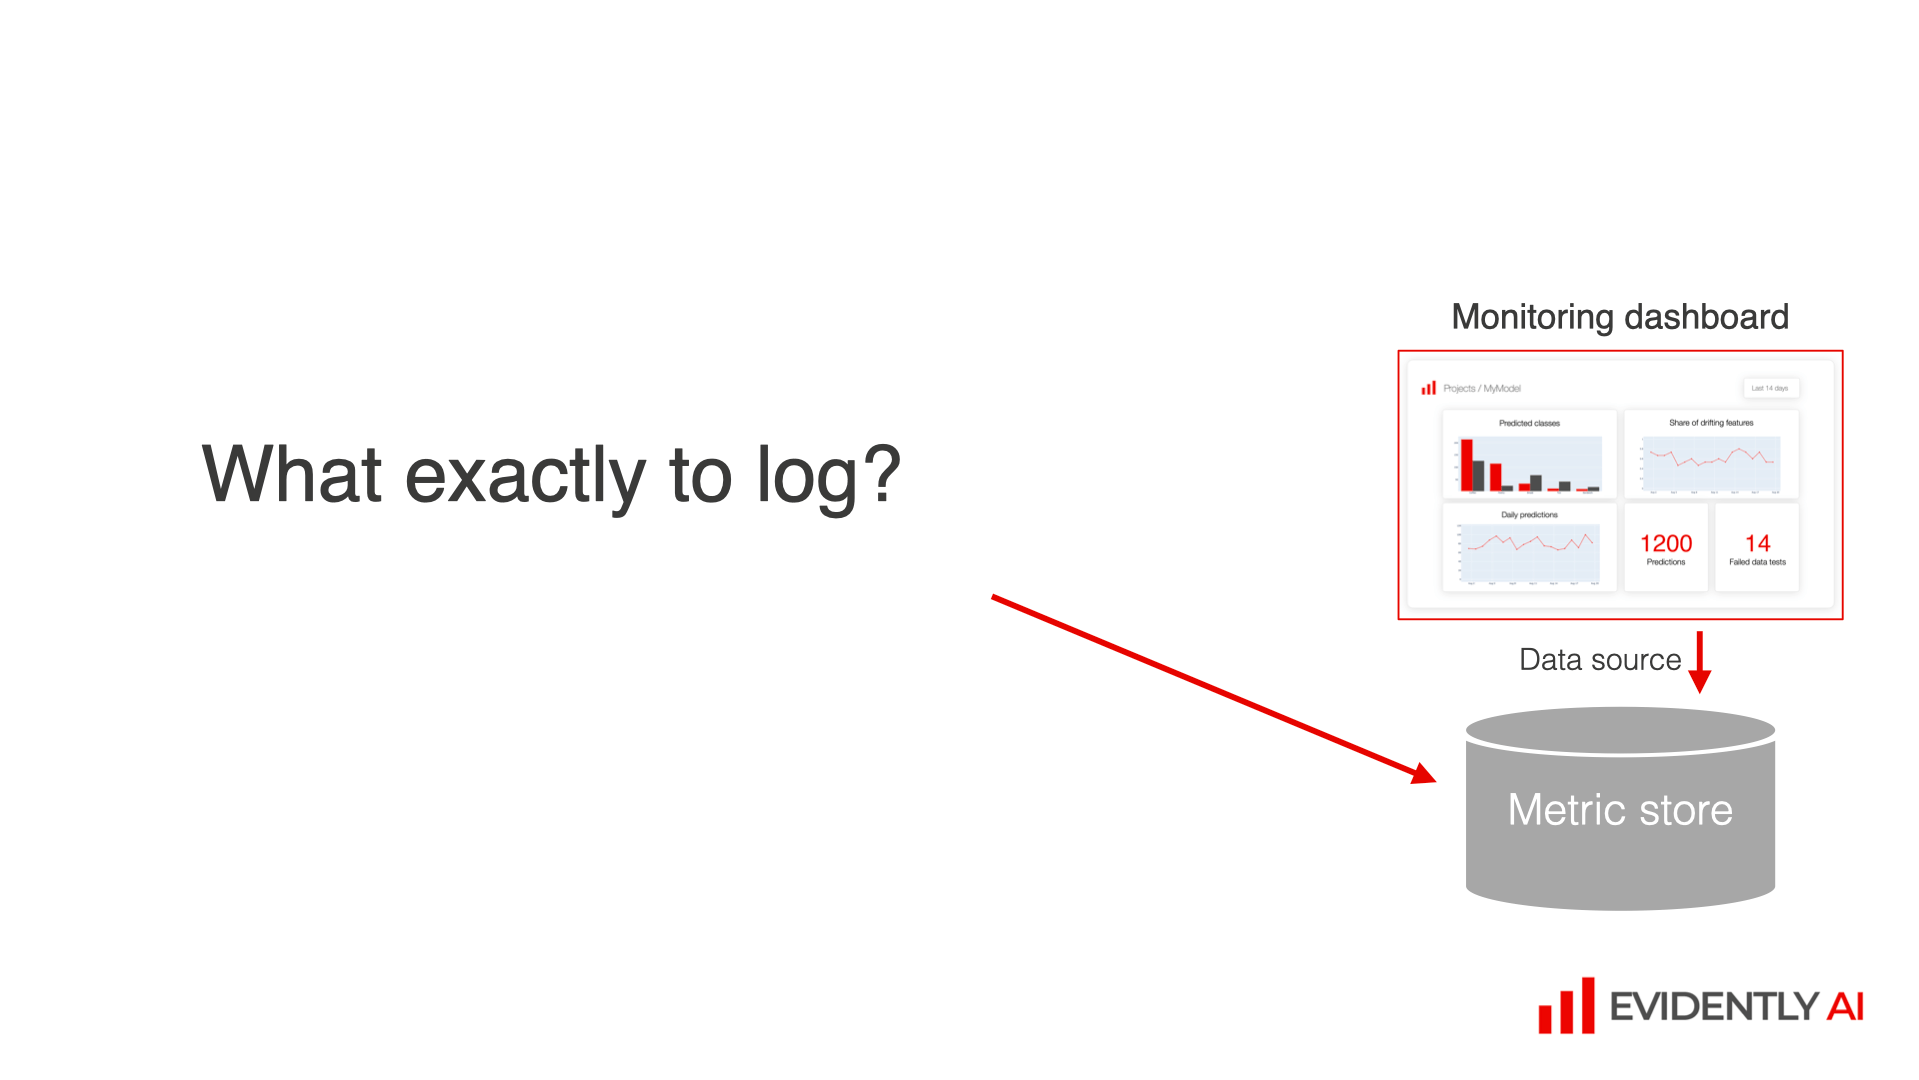 What exactly to log?
Monitoring dashboard
Projects / MyModel
Last 14 days
Predicted classes
Share of drifting features
Daily predictions
1200
Predictions
14
Failed data tests
Data source
Metric store
EVIDENTLY AI